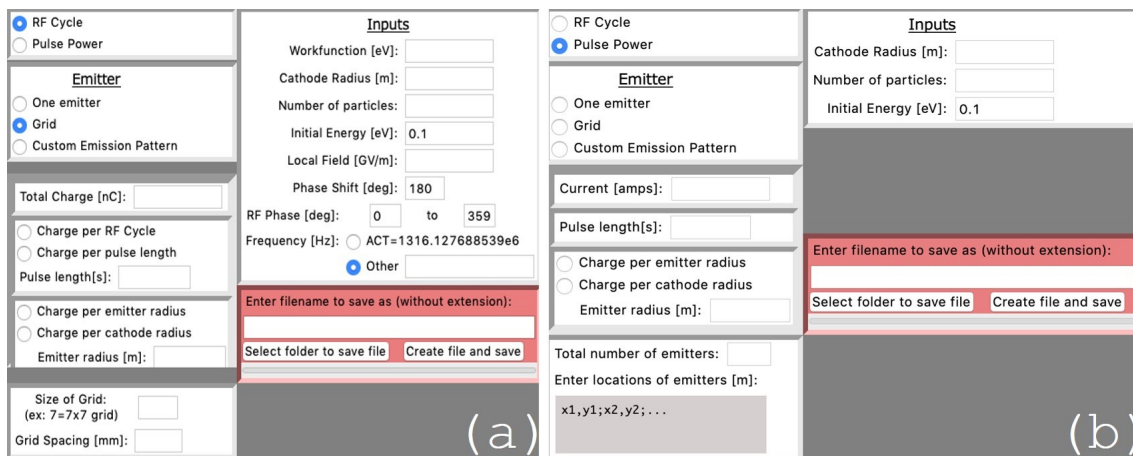 RF Cycle
Pulse Power
Emitter
One emitter
Grid
Custom Emission Pattern
Total Charge [nC]:
Charge per RF Cycle
Charge per pulse length
Pulse length[s]:
Charge per emitter radius
Charge per cathode radius
Emitter radius [m]:
Size of Grid:
(ex: 7=7x7 grid)
Grid Spacing [mm]:
Inputs
Workfunction [eV]:
Cathode Radius [m]:
Number of particles:
Initial Energy [eV]: 0.1
Local Field [GV/m]:
Phase Shift [deg]: 180
RF Phase [deg]: 0 to 359
Frequency [Hz]: ACT=1316.127688539e6
Other
Enter filename to save as (without extension):
Select folder to save file Create file and save
(a)
RF Cycle
Pulse Power
Emitter
One emitter
Grid
Custom Emission Pattern
Current [amps]:
Pulse length[s]:
Charge per emitter radius
Charge per cathode radius
Emitter radius [m]:
Total number of emitters:
Enter locations of emitters [m]:
x1,y1;x2,y2;...
Inputs
Cathode Radius [m]:
Number of particles:
Initial Energy [eV]: 0.1
Enter filename to save as (without extension):
Select folder to save file Create file and save
(b)